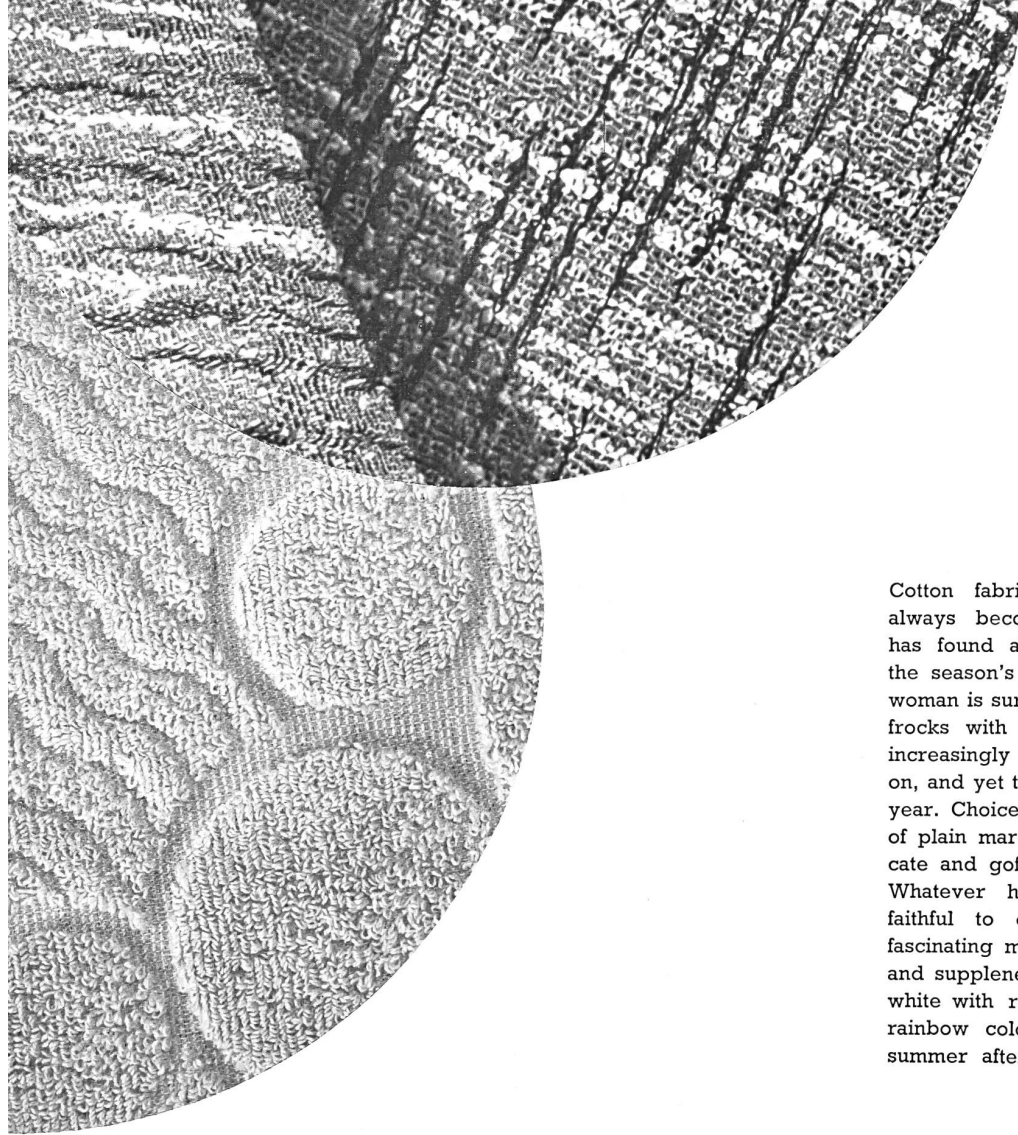 Cotton fabri
always beco
has found a
the season's
woman is sur
frocks with
increasingly
on, and yet t
year. Choice
of plain mar
cate and gof
Whatever h
faithful to
fascinating m
and supplene
white with r
rainbow colo
summer afte